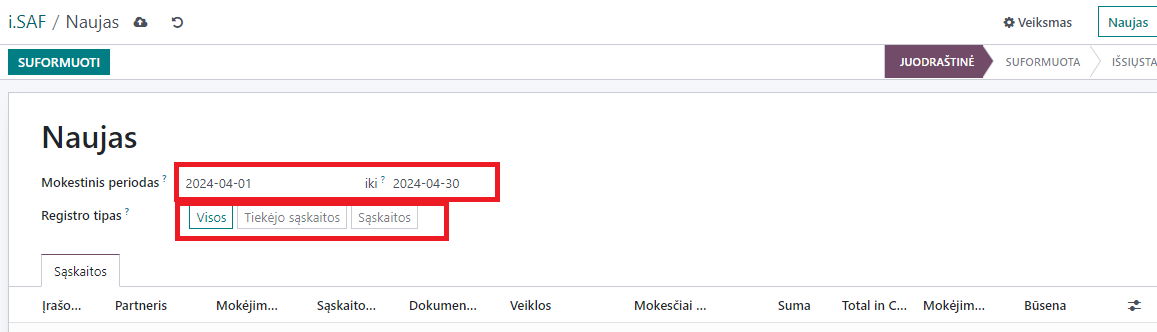 i.SAF / Naujas Veiksmas Naujas
SUFORMUOTI JUODRAŠTINĖ SUFORMUOTA IŠSIŲSTA
Naujas
Mokestinis periodas ? 2024-04-01 iki ? 2024-04-30
Registro tipas ? Visos Tiekėjo sąskaitos Sąskaitos
Sąskaitos
Įrašo... Partneris Mokėjim... Sąskaito... Dokumen... Veiklos Mokesčiai ... Suma Total in C... Mokėjim... Būsena